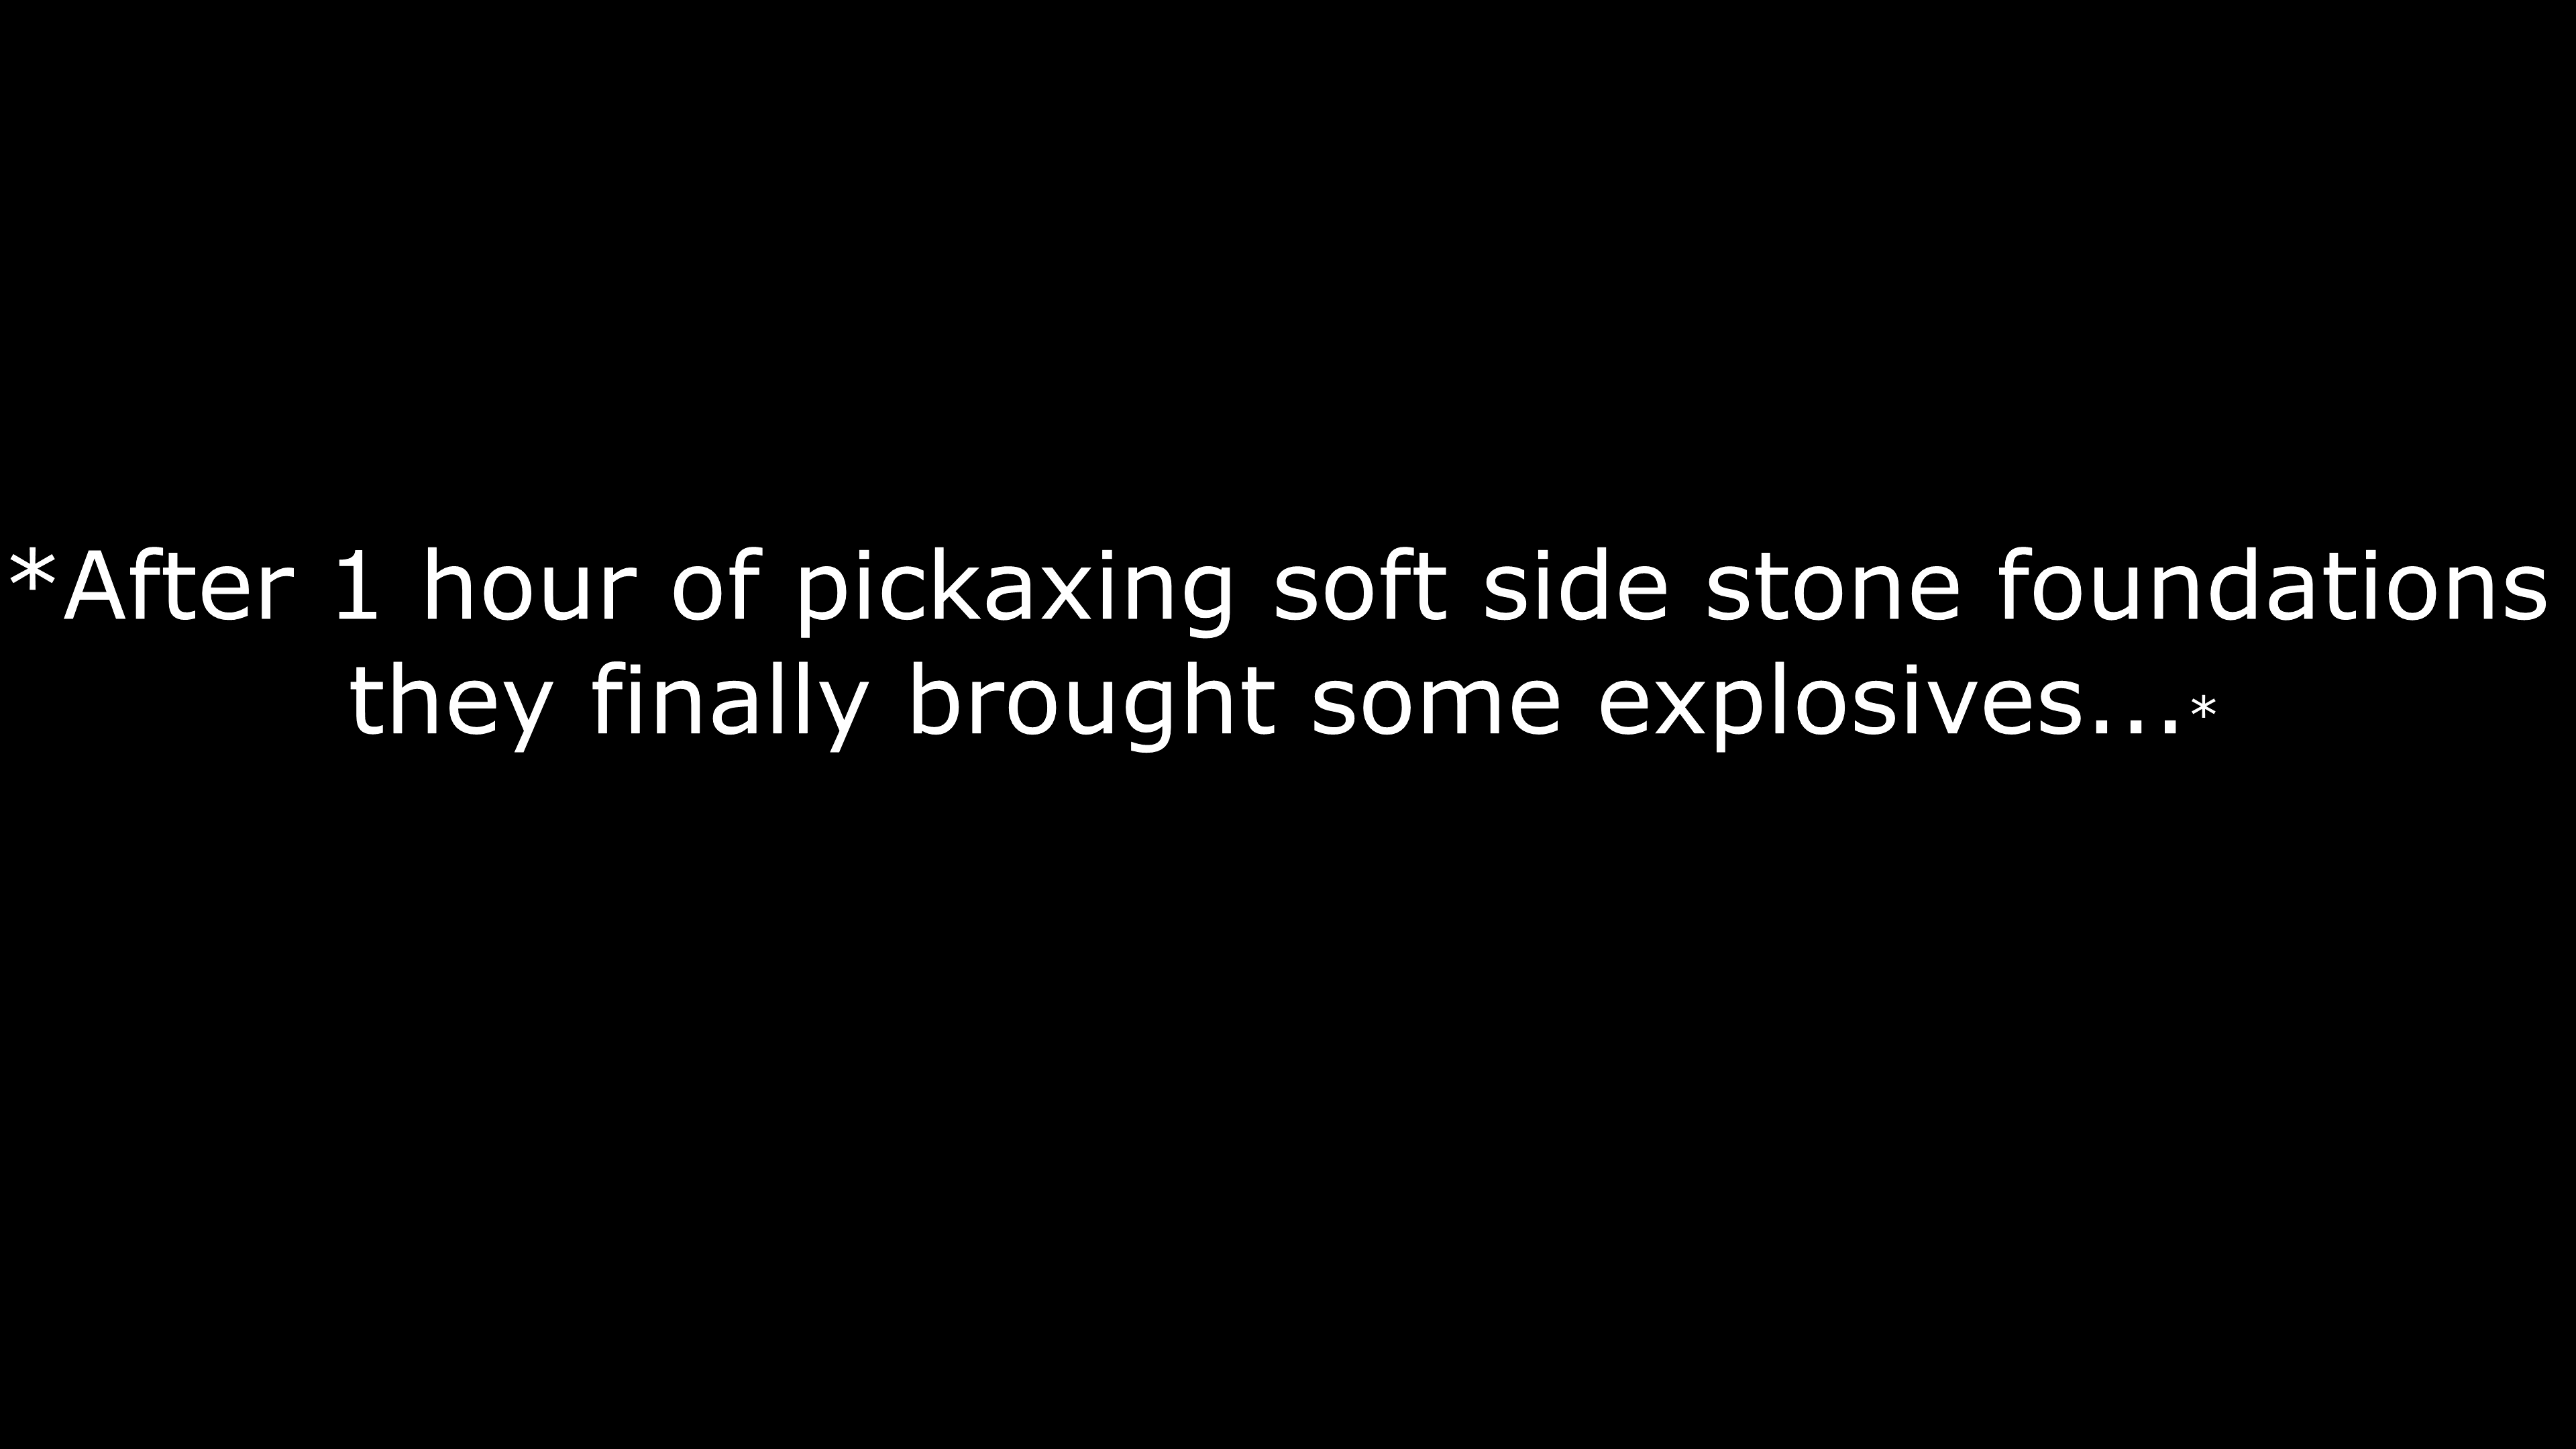 *After 1 hour of pickaxing soft side stone foundations
they finally brought some explosives...*